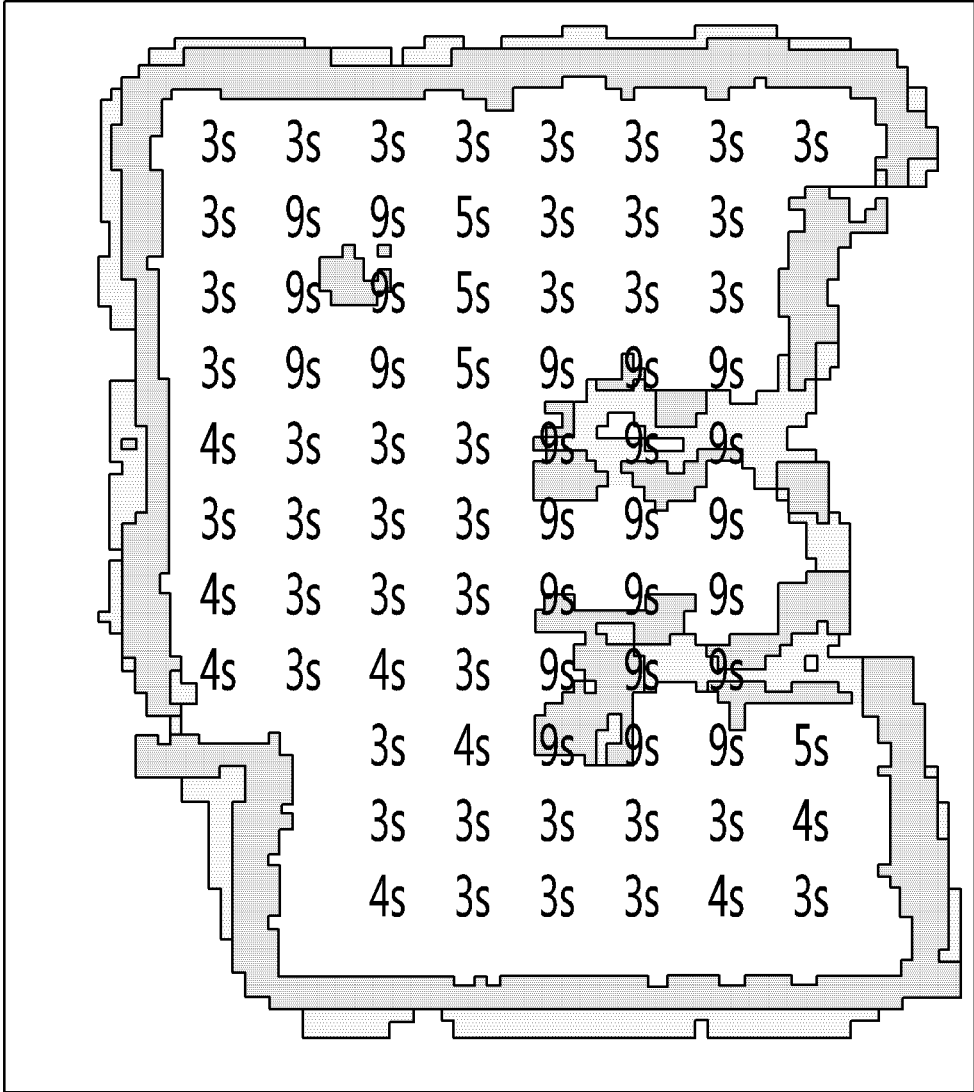 3s 3s 3s 3s 3s 3s 3s 3s
3s 9s 9s 5s 3s 3s 3s
3s 9s 9s 5s 3s 3s 3s
3s 9s 9s 5s 9s 9s 9s
4s 3s 3s 3s 9s 9s 9s
3s 3s 3s 3s 9s 9s 9s
4s 3s 3s 3s 9s 9s 9s
4s 3s 4s 3s 9s 9s 9s
3s 4s 9s 9s 9s 5s
3s 3s 3s 3s 3s 4s
4s 3s 3s 3s 4s 3s